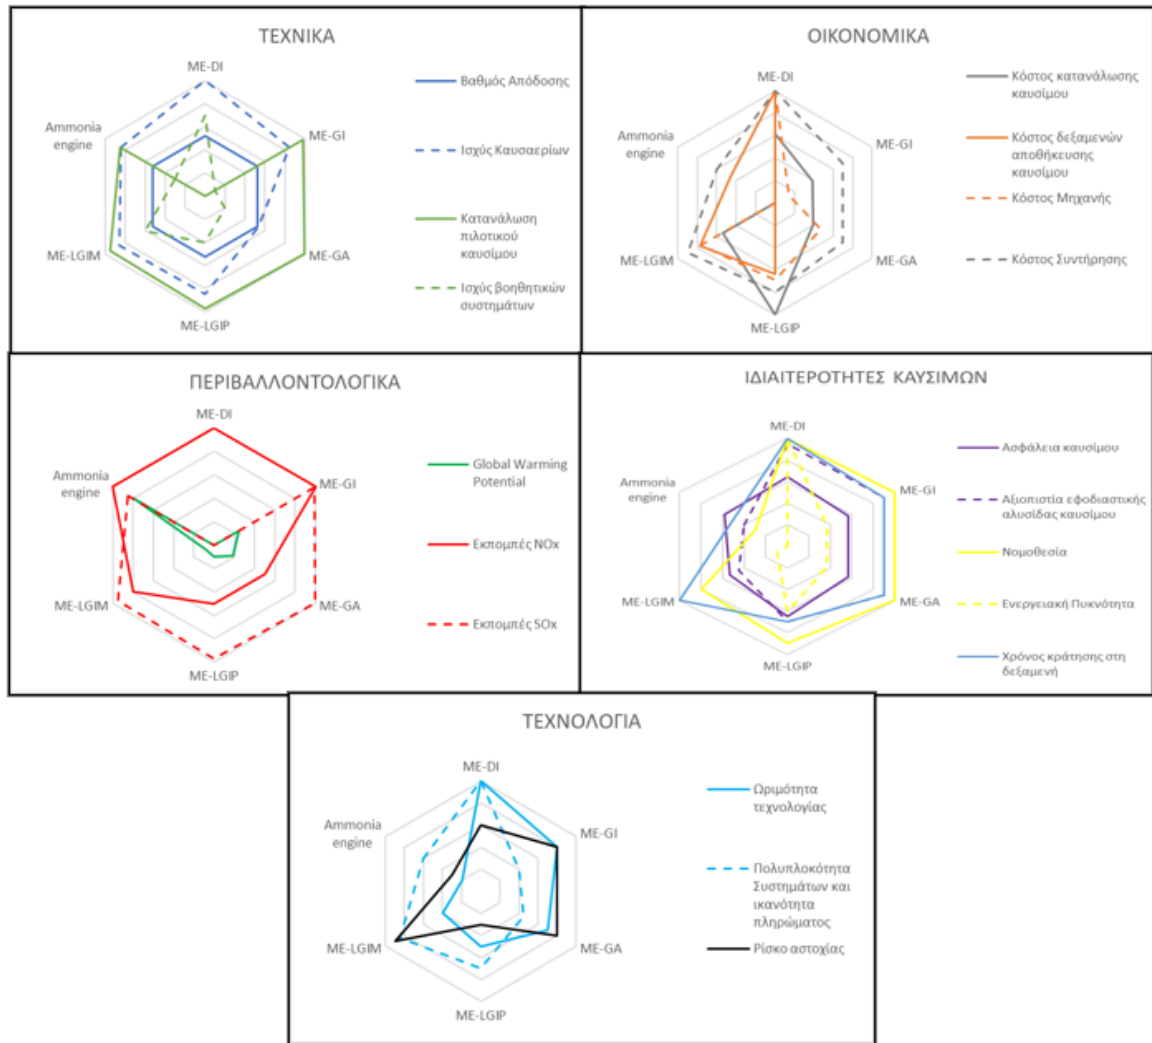 ΤΕΧΝΙΚΑ
ME-DI
ME-GI
ME-GA
ME-LGIP
ME-LGIM
Ammonia
engine
Βαθμός Απόδοσης
Ισχύς Καυσαερίων
Κατανάλωση
πιλοτικού
καυσίμου
Ισχύς βοηθητικών
συστημάτων
ΟΙΚΟΝΟΜΙΚΑ
ME-DI
ME-GI
ME-GA
ME-LGIP
ME-LGIM
Ammonia
engine
Κόστος κατανάλωσης
καυσίμου
Κόστος δεξαμενών
αποθήκευσης
καυσίμου
Κόστος Μηχανής
Κόστος Συντήρησης
ΠΕΡΙΒΑΛΛΟΝΤΟΛΟΓΙΚΑ
ME-DI
ME-GI
ME-GA
ME-LGIP
ME-LGIM
Ammonia
engine
Global Warming
Potential
Εκπομπές NOx
Εκπομπές SOx
ΙΔΙΑΙΤΕΡΟΤΗΤΕΣ ΚΑΥΣΙΜΩΝ
ME-DI
ME-GI
ME-GA
ME-LGIP
ME-LGIM
Ammonia
engine
Ασφάλεια καυσίμου
Αξιοπιστία εφοδιαστικής
αλυσίδας καυσίμου
Νομοθεσία
Ενεργειακή Πυκνότητα
Χρόνος κράτησης στη
δεξαμενή
ΤΕΧΝΟΛΟΓΙΑ
ME-DI
ME-GI
ME-GA
ME-LGIP
ME-LGIM
Ammonia
engine
Ωριμότητα
τεχνολογίας
Πολυπλοκότητα
Συστημάτων και
ικανότητα
πληρώματος
Ρίσκο αστοχίας